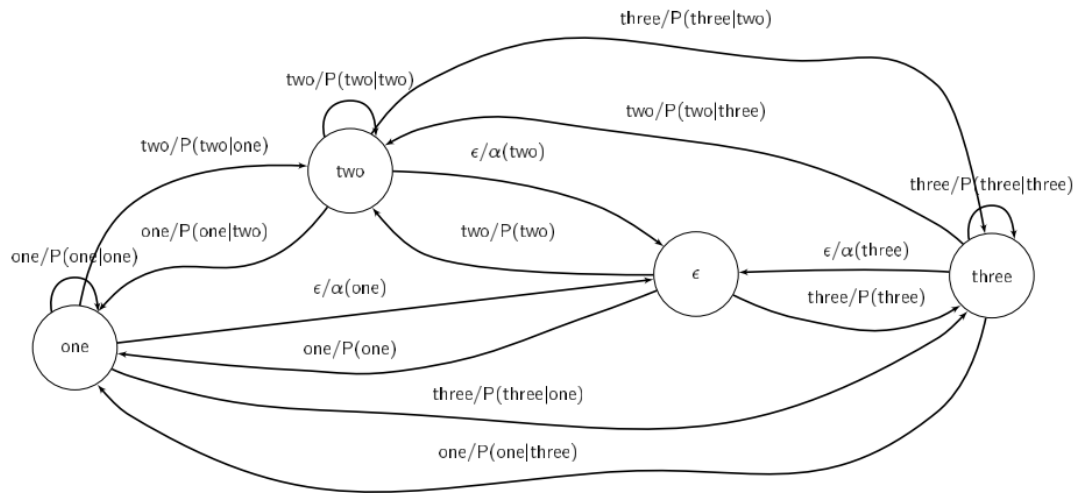 three/P(three|two)
two/P(two|two)
two/P(two|three)
two/P(two|one)
ϵ/α(two)
two
three/P(three|three)
one/P(one|two)
two/P(two)
one/P(one|one)
ϵ/α(three)
ϵ
three
ϵ/α(one)
three/P(three)
one
one/P(one)
three/P(three|one)
one/P(one|three)